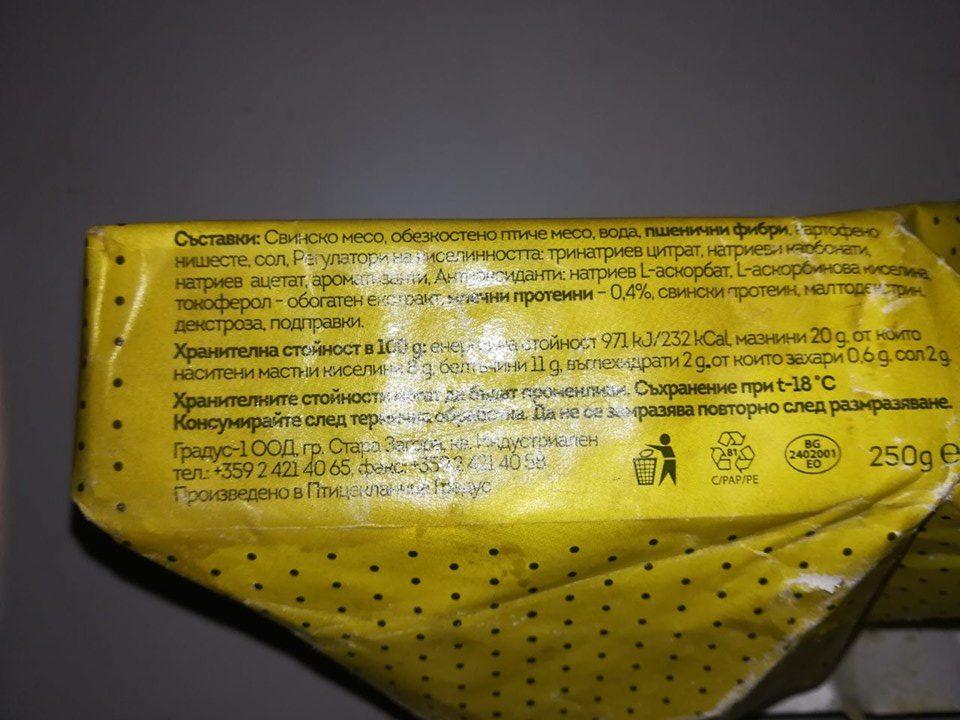 Съставки: Свинско месо, обезкостено птиче месо, вода, пшенични фибри, картофено
нишесте, сол, Регулатори на киселинността: тринатриев цитрат, натриеви карбонати,
натриев ацетат, Антиоксиданти: натриев L-аскорбат, L-аскорбинова киселина,
токоферол - обогатен екстракт, млечни протеини - 0,4%, свински протеин, малтодекстрин,
декстроза, подправки.
Хранителна стойност в 100 g: енергийна стойност 971 kJ/232 kCal, мазнини 20 g, от които
наситени мастни киселини 8 g, белтъчини 11 g, въглехидрати 2 g, от които захари 0.6 g, сол 2 g.
Хранителните стойности могат да бъдат променливи. Съхранение при t-18 °C
Консумирайте след термична обработка. Да не се замразява повторно след размразяване.
Градус-1 ООД, гр. Стара Загора, кв. Индустриален
тел.: +359 2 421 40 65, факс: +359 2 421 40 58
Произведено в Птицекланица Градус
81
C/PAP/PE
BG
2402001
EO
250g e